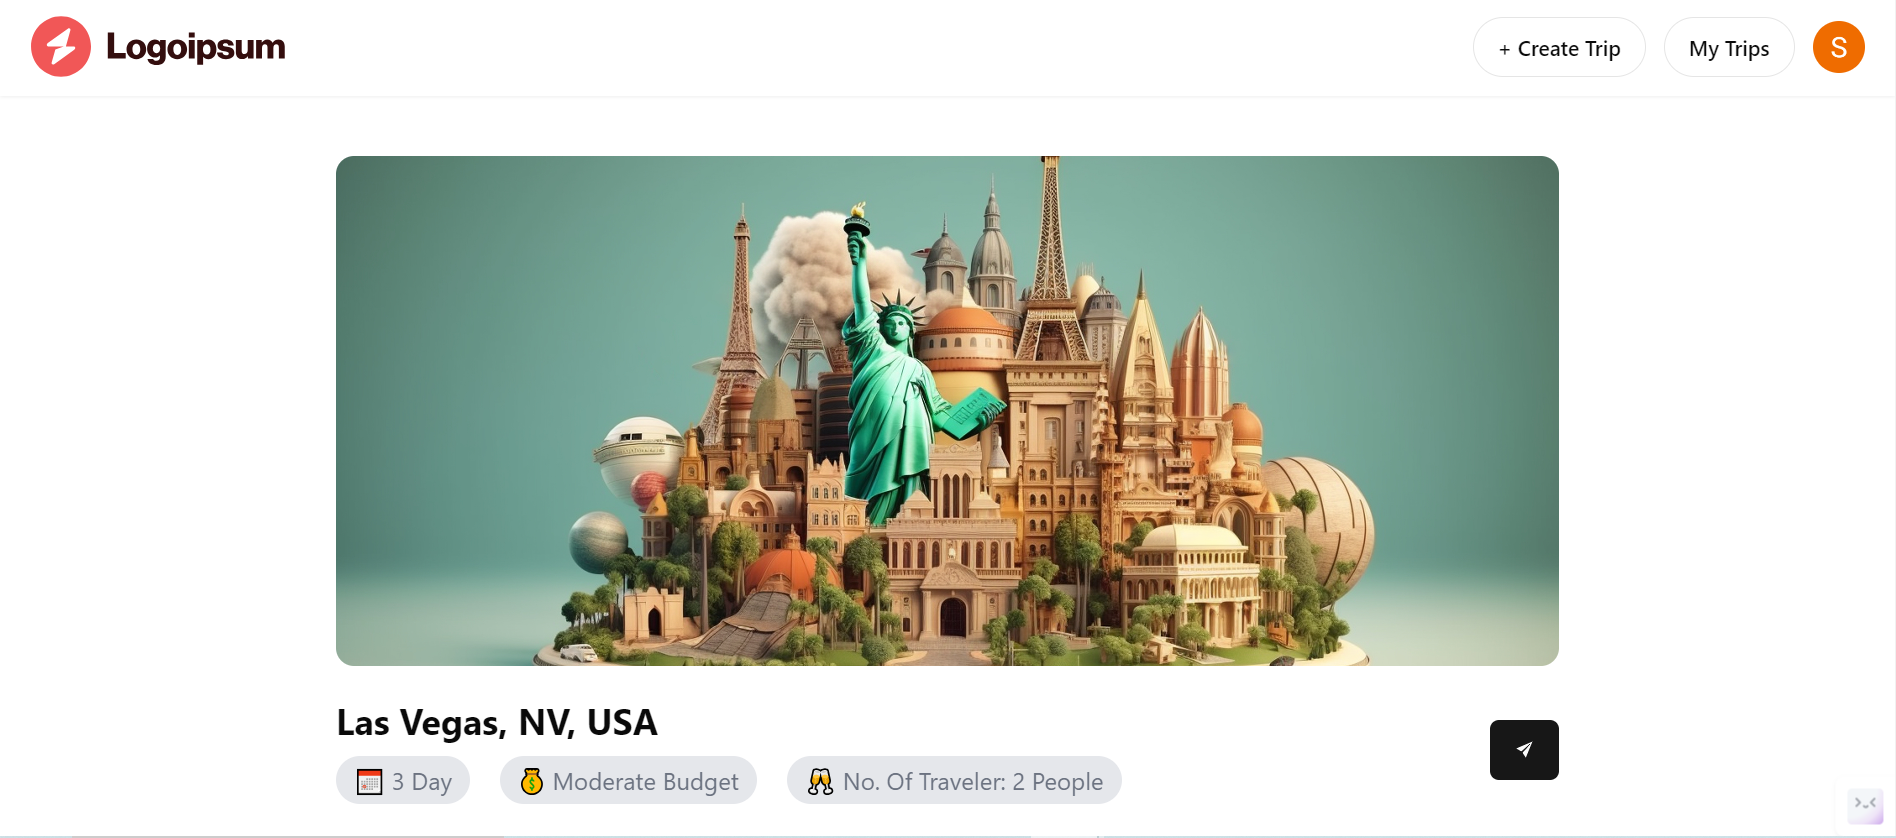 Logoipsum
+ Create Trip
My Trips
S
Las Vegas, NV, USA
3 Day
Moderate Budget
No. Of Traveler: 2 People